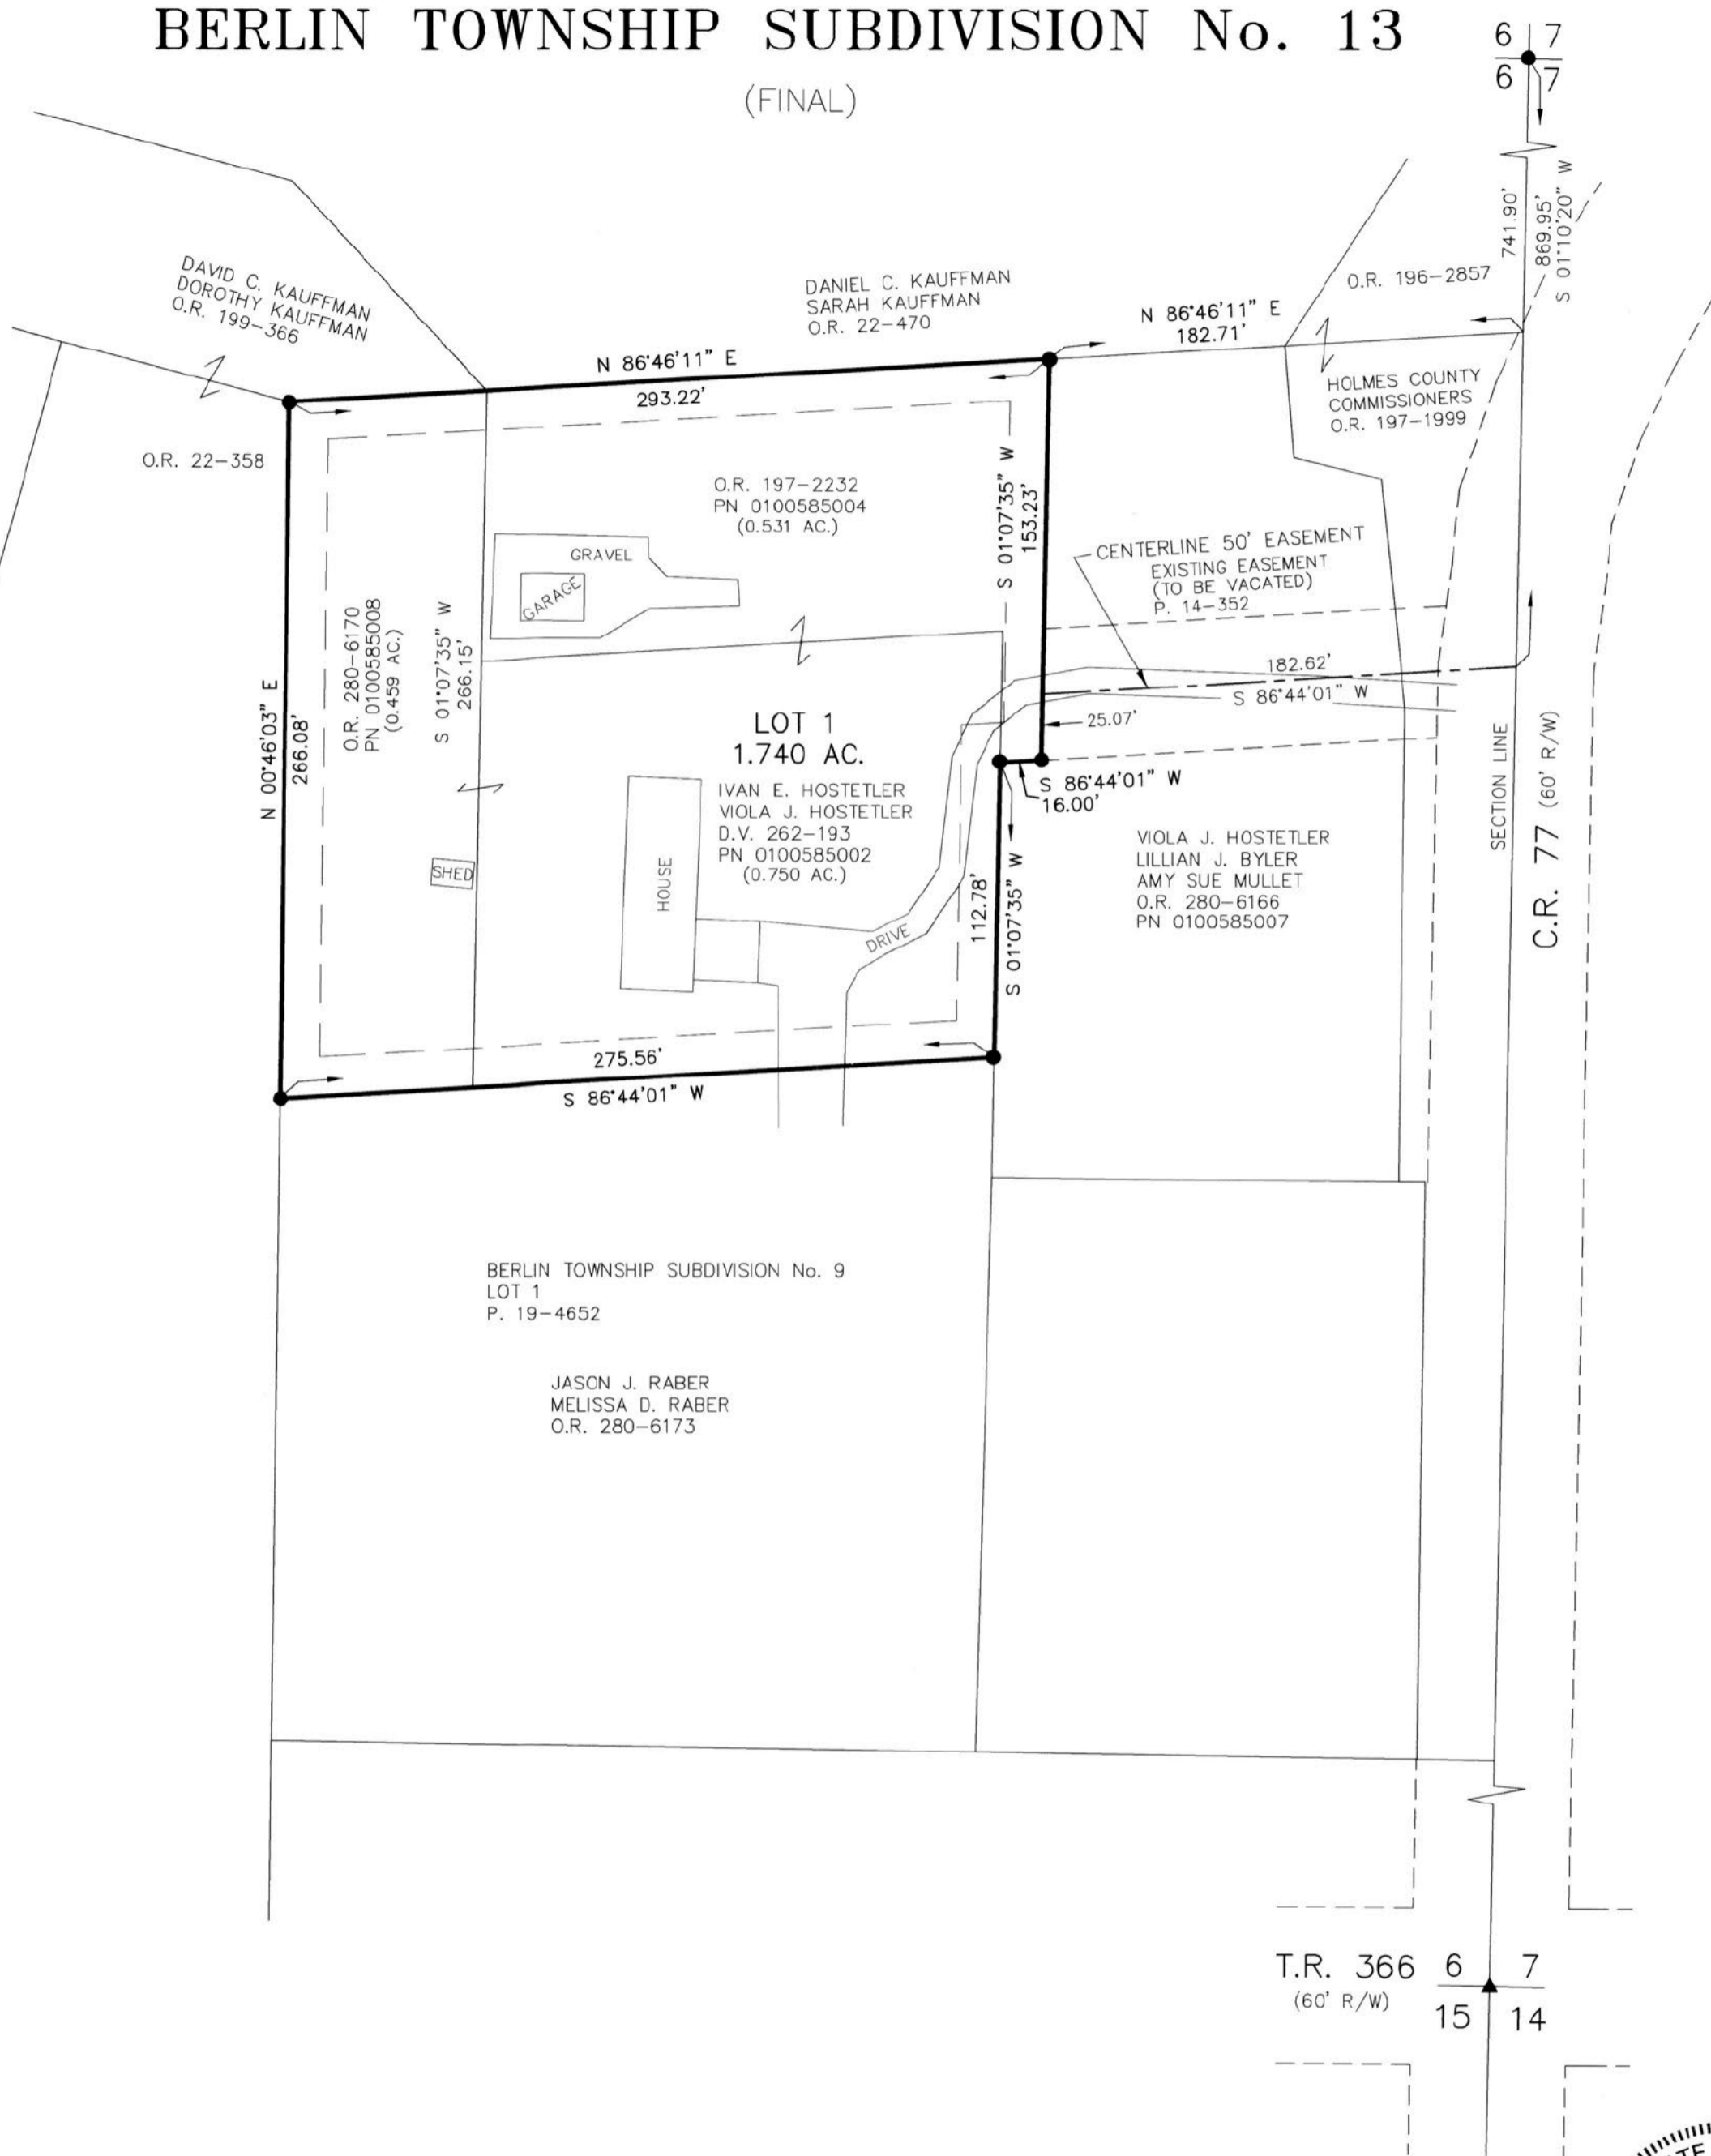 BERLIN TOWNSHIP SUBDIVISION No. 13
(FINAL)
6 7
6 7
741.90'
869.95'
S 01°10'20" W
DAVID C. KAUFFMAN
DOROTHY KAUFFMAN
O.R. 199-366
DANIEL C. KAUFFMAN
SARAH KAUFFMAN
O.R. 22-470
O.R. 196-2857
N 86°46'11" E
182.71'
N 86°46'11" E
293.22'
HOLMES COUNTY
COMMISSIONERS
O.R. 197-1999
O.R. 22-358
O.R. 197-2232
PN 0100585004
(0.531 AC.)
S 01°07'35" W
153.23'
GRAVEL
GARAGE
CENTERLINE 50' EASEMENT
EXISTING EASEMENT
(TO BE VACATED)
P. 14-352
N 00°46'03" E
266.08'
O.R. 280-6170
PN 0100585008
(0.459 AC.)
S 01°07'35" W
266.15'
182.62'
S 86°44'01" W
25.07'
LOT 1
1.740 AC.
IVAN E. HOSTETLER
VIOLA J. HOSTETLER
D.V. 262-193
PN 0100585002
(0.750 AC.)
S 86°44'01" W
16.00'
SHED
HOUSE
DRIVE
112.78'
S 01°07'35" W
VIOLA J. HOSTETLER
LILLIAN J. BYLER
AMY SUE MULLET
O.R. 280-6166
PN 0100585007
SECTION LINE
C.R. 77 (60' R/W)
275.56'
S 86°44'01" W
BERLIN TOWNSHIP SUBDIVISION No. 9
LOT 1
P. 19-4652
JASON J. RABER
MELISSA D. RABER
O.R. 280-6173
T.R. 366
(60' R/W)
6 7
15 14